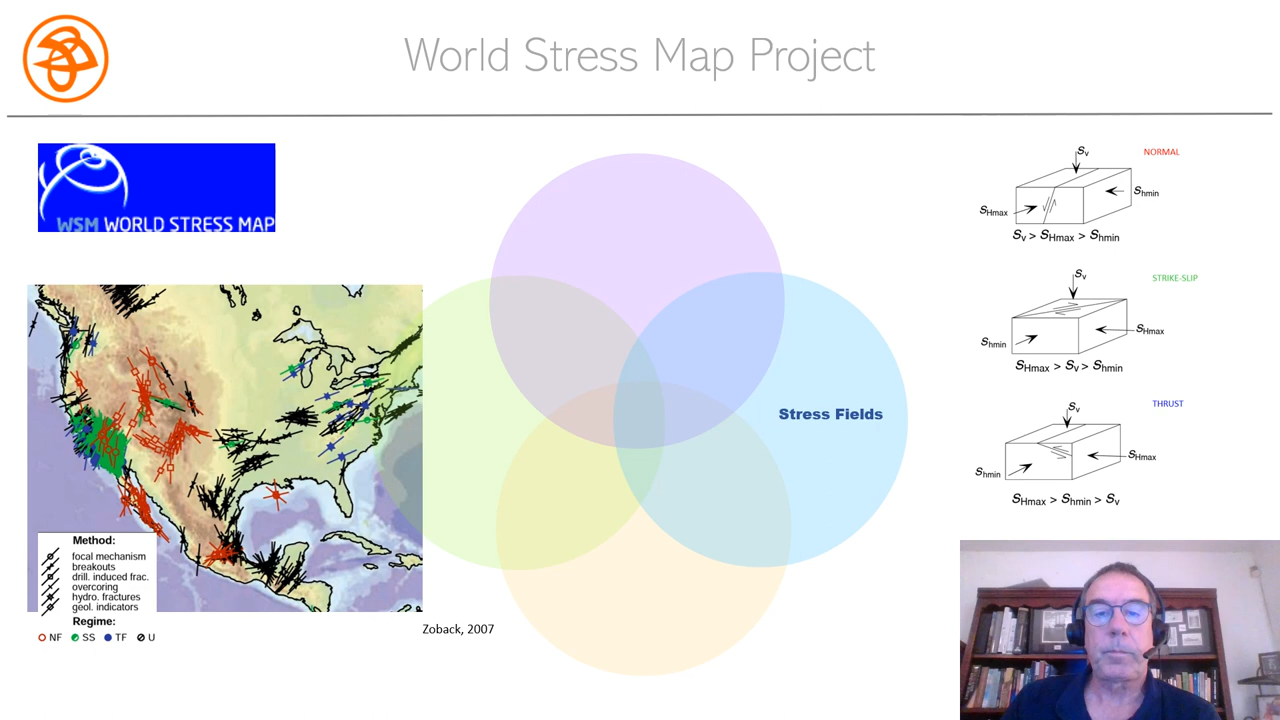 World Stress Map Project
WSM WORLD STRESS MAP
Method:
focal mechanism
breakouts
drill. induced frac.
overcoring
hydro. fractures
geol. indicators
Regime:
NF SS TF U
Zoback, 2007
Stress Fields
Sv
NORMAL
Shmin
SHmax
Sv > SHmax > Shmin
Sv
STRIKE-SLIP
SHmax
Shmin
SHmax > Sv > Shmin
Sv
THRUST
SHmax
Shmin
SHmax > Shmin > Sv